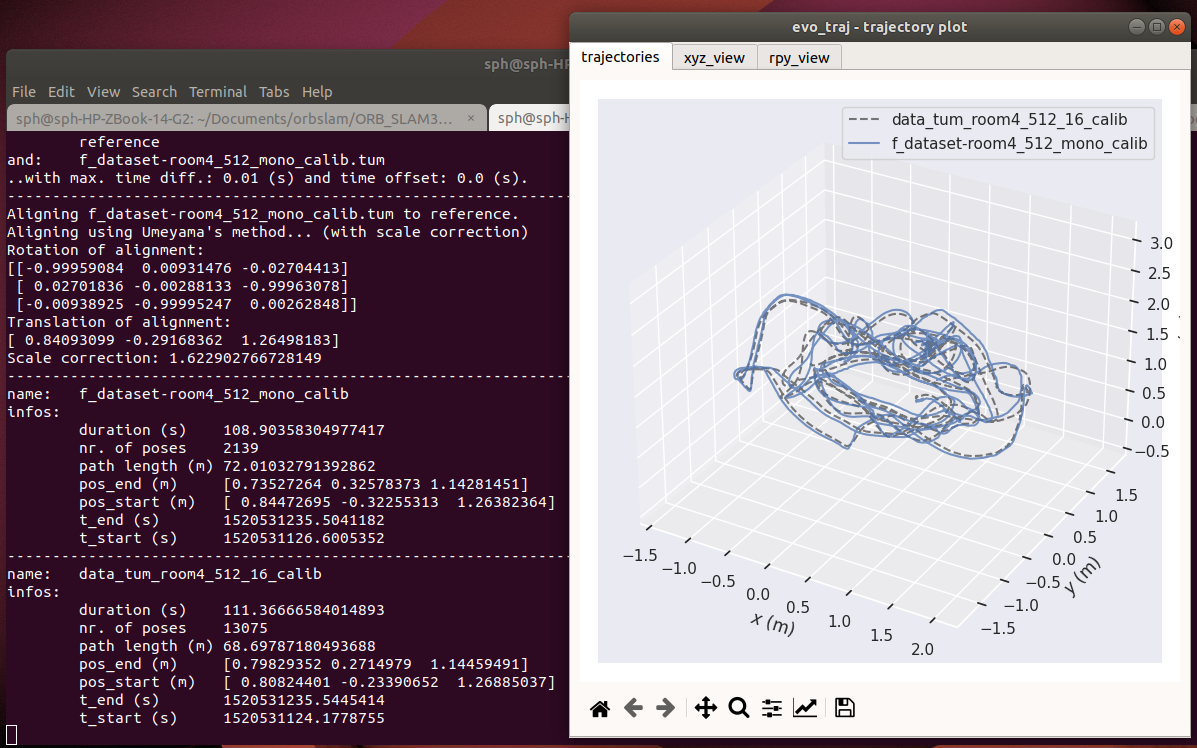 evo_traj - trajectory plot
sph@sph-HP
File Edit View Search Terminal Tabs Help
sph@sph-HP-ZBook-14-G2: ~/Documents/orbslam/ORB_SLAM3... ×
sph@sph-H
reference
and: f_dataset-room4_512_mono_calib.tum
..with max. time diff.: 0.01 (s) and time offset: 0.0 (s).
--------------------------------------------------------------------------------
Aligning f_dataset-room4_512_mono_calib.tum to reference.
Aligning using Umeyama's method... (with scale correction)
Rotation of alignment:
[[-0.99959084 0.00931476 -0.02704413]
[ 0.02701836 -0.00288133 -0.99963078]
[-0.00938925 -0.99995247 0.00262848]]
Translation of alignment:
[ 0.84093099 -0.29168362 1.26498183]
Scale correction: 1.622902766728149
--------------------------------------------------------------------------------
name: f_dataset-room4_512_mono_calib
infos:
duration (s) 108.90358304977417
nr. of poses 2139
path length (m) 72.01032791392862
pos_end (m) [0.73527264 0.32578373 1.14281451]
pos_start (m) [ 0.84472695 -0.32255313 1.26382364]
t_end (s) 1520531235.5041182
t_start (s) 1520531126.6005352
--------------------------------------------------------------------------------
name: data_tum_room4_512_16_calib
infos:
duration (s) 111.36666584014893
nr. of poses 13075
path length (m) 68.69787180493688
pos_end (m) [0.79829352 0.2714979 1.14459491]
pos_start (m) [ 0.80824401 -0.23390652 1.26885037]
t_end (s) 1520531235.5445414
t_start (s) 1520531124.1778755
trajectories xyz_view rpy_view
data_tum_room4_512_16_calib
f_dataset-room4_512_mono_calib
3.0
2.5
2.0
1.5
1.0
0.5
0.0
−0.5
1.5
1.0
0.5
0.0
−0.5
−1.0
−1.5
y (m)
−1.5
−1.0
−0.5
0.0
0.5
1.0
1.5
2.0
x (m)